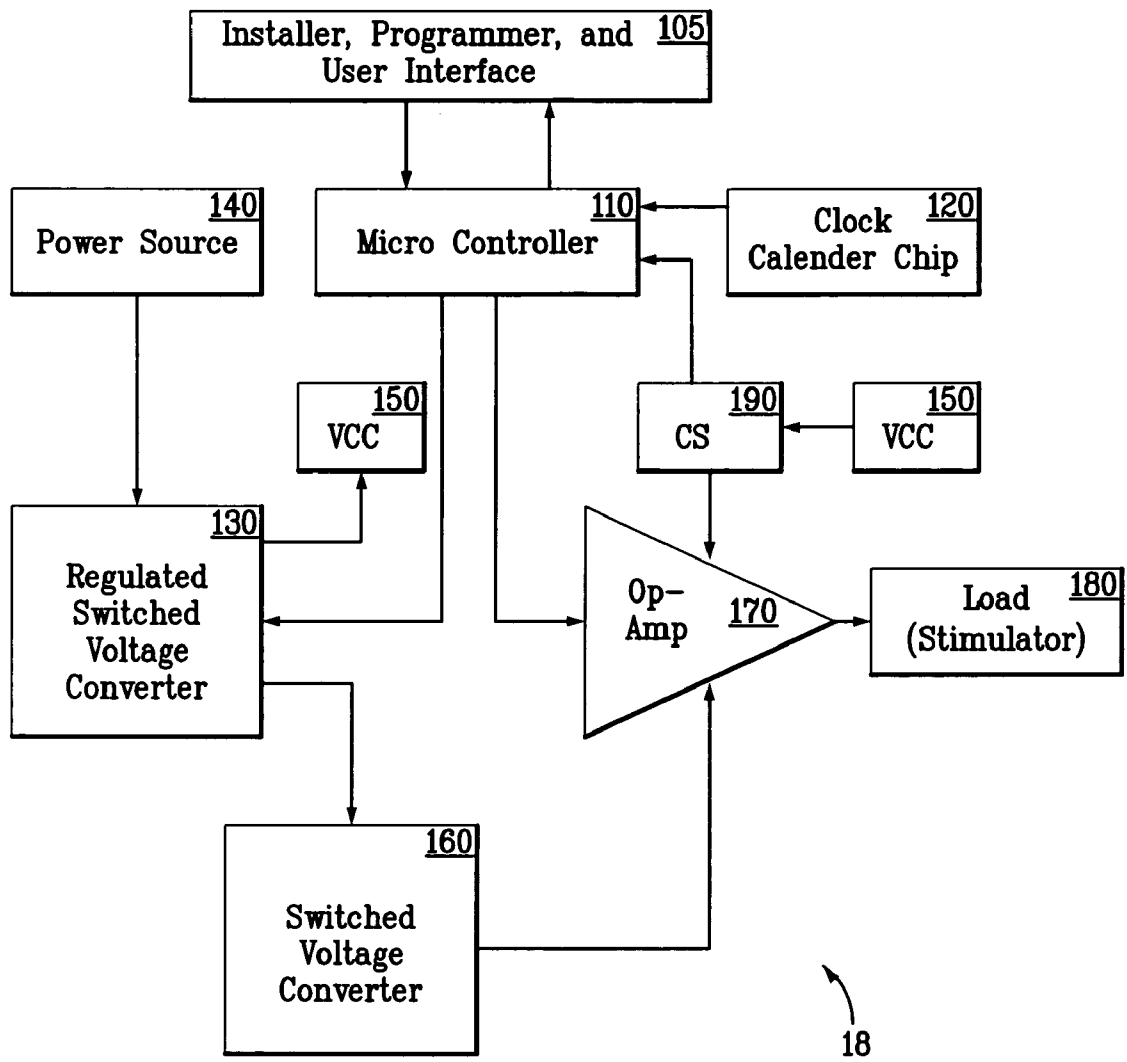 Installer, Programmer, and 105
User Interface
140
Power Source
110
Micro Controller
120
Clock
Calender Chip
150
VCC
190
CS
150
VCC
130
Regulated
Switched
Voltage
Converter
Op-
Amp 170
180
Load
(Stimulator)
160
Switched
Voltage
Converter
18